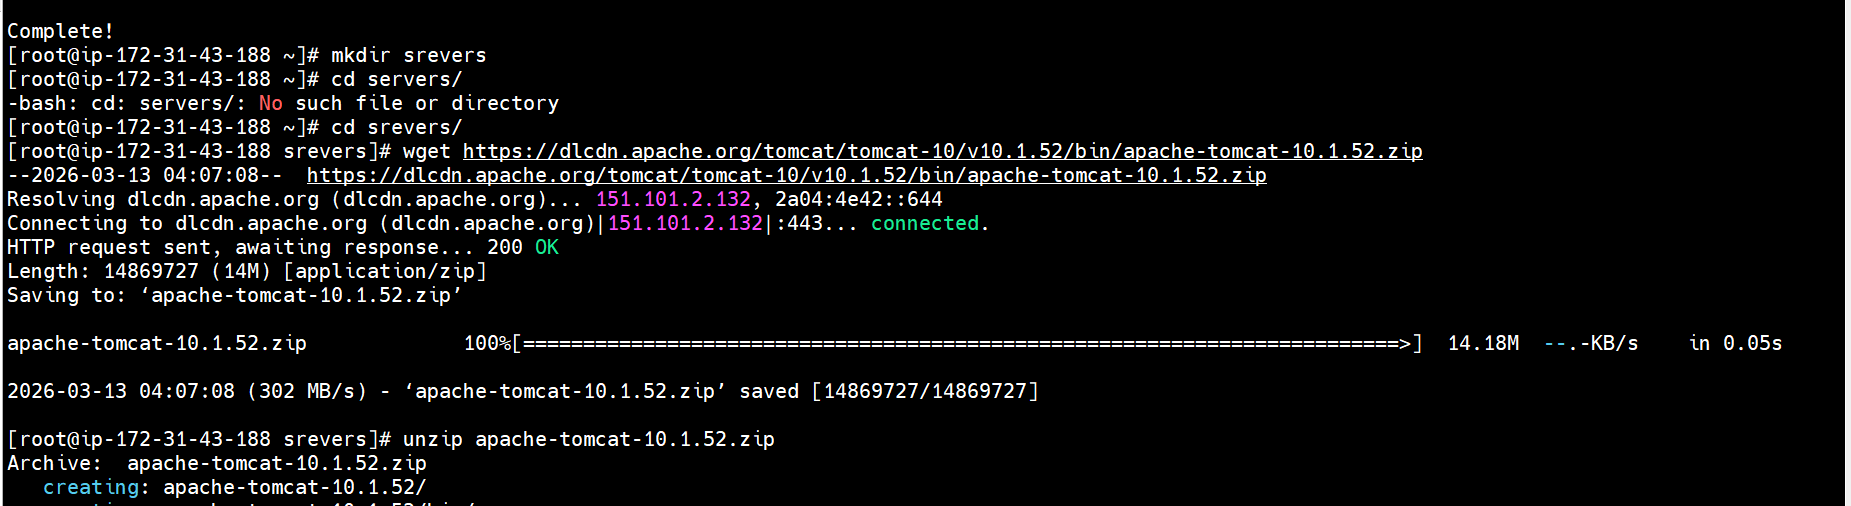 Complete!
[root@ip-172-31-43-188 ~]# mkdir srevers
[root@ip-172-31-43-188 ~]# cd servers/
-bash: cd: servers/: No such file or directory
[root@ip-172-31-43-188 ~]# cd srevers/
[root@ip-172-31-43-188 srevers]# wget https://dlcdn.apache.org/tomcat/tomcat-10/v10.1.52/bin/apache-tomcat-10.1.52.zip
--2026-03-13 04:07:08--  https://dlcdn.apache.org/tomcat/tomcat-10/v10.1.52/bin/apache-tomcat-10.1.52.zip
Resolving dlcdn.apache.org (dlcdn.apache.org)... 151.101.2.132, 2a04:4e42::644
Connecting to dlcdn.apache.org (dlcdn.apache.org)|151.101.2.132|:443... connected.
HTTP request sent, awaiting response... 200 OK
Length: 14869727 (14M) [application/zip]
Saving to: ‘apache-tomcat-10.1.52.zip’
apache-tomcat-10.1.52.zip             100%[=========================================================================>]  14.18M  --.-KB/s    in 0.05s
2026-03-13 04:07:08 (302 MB/s) - ‘apache-tomcat-10.1.52.zip’ saved [14869727/14869727]
[root@ip-172-31-43-188 srevers]# unzip apache-tomcat-10.1.52.zip
Archive:  apache-tomcat-10.1.52.zip
   creating: apache-tomcat-10.1.52/